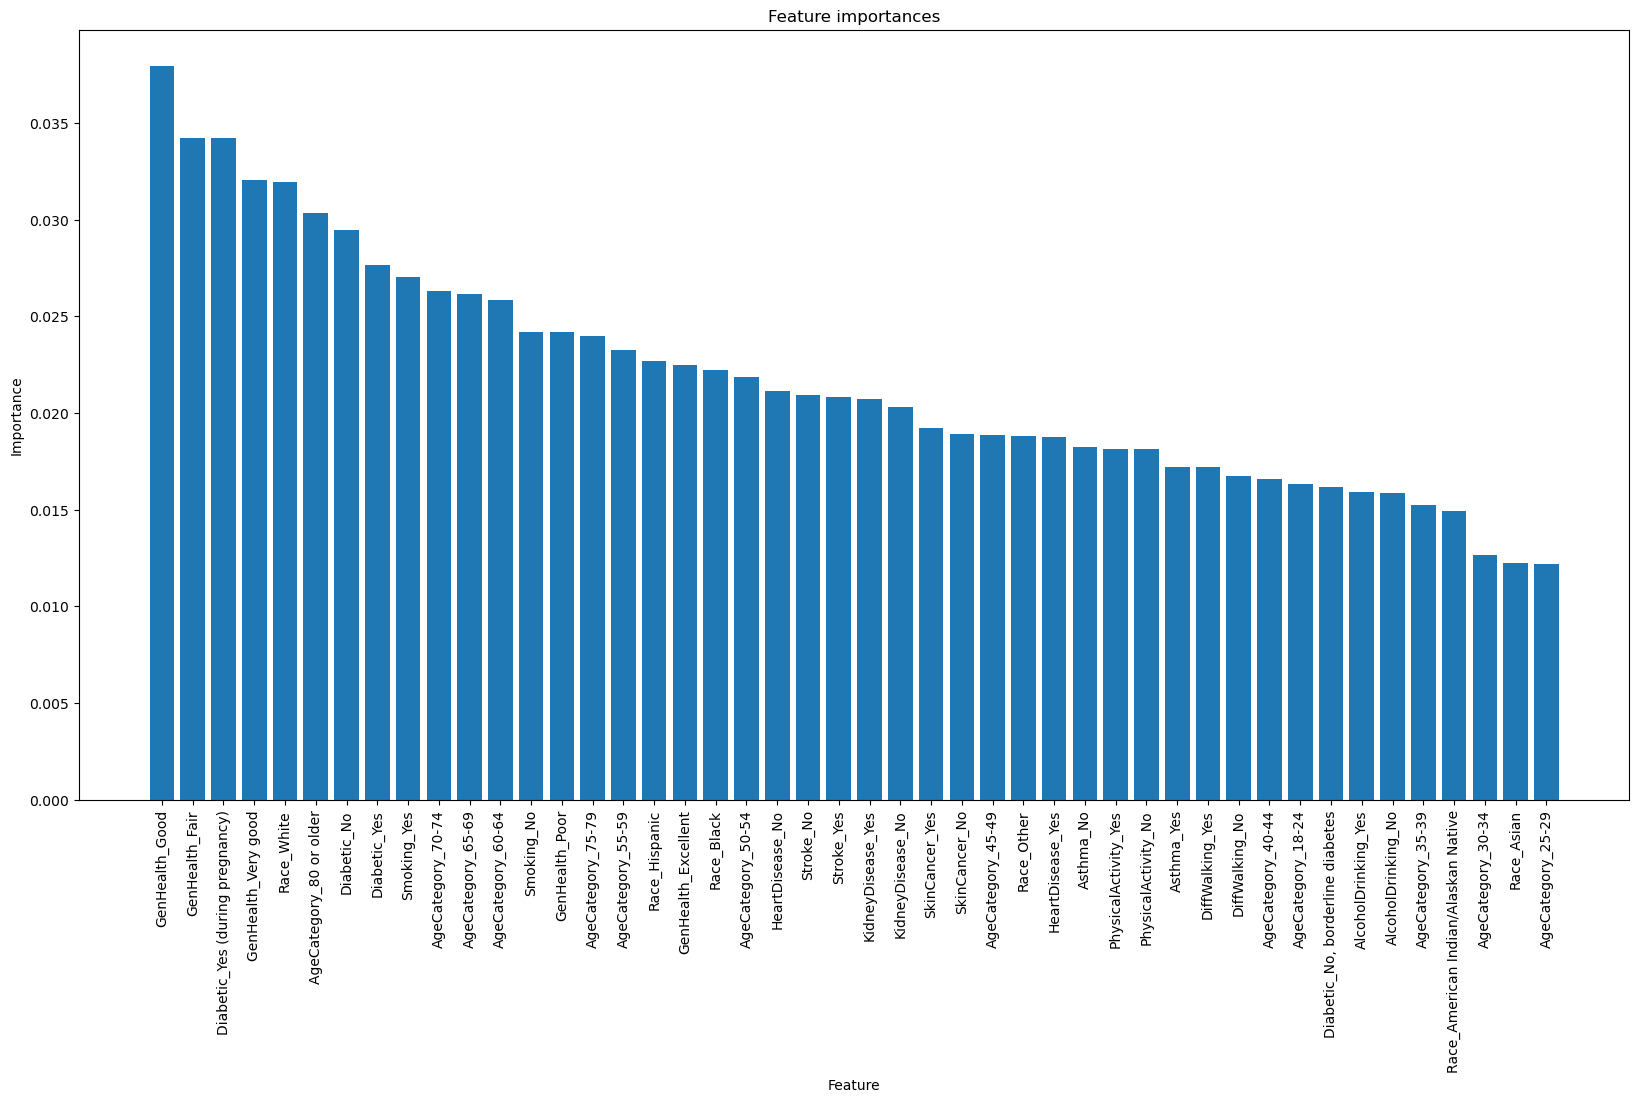 Feature importances
Importance
0.035
0.030
0.025
0.020
0.015
0.010
0.005
0.000
GenHealth_Good
GenHealth_Fair
Diabetic_Yes (during pregnancy)
GenHealth_Very good
Race_White
AgeCategory_80 or older
Diabetic_No
Diabetic_Yes
Smoking_Yes
AgeCategory_70-74
AgeCategory_65-69
AgeCategory_60-64
Smoking_No
GenHealth_Poor
AgeCategory_75-79
AgeCategory_55-59
Race_Hispanic
GenHealth_Excellent
Race_Black
AgeCategory_50-54
HeartDisease_No
Stroke_No
Stroke_Yes
KidneyDisease_Yes
KidneyDisease_No
SkinCancer_Yes
SkinCancer_No
AgeCategory_45-49
Race_Other
HeartDisease_Yes
Asthma_No
PhysicalActivity_Yes
PhysicalActivity_No
Asthma_Yes
DiffWalking_Yes
DiffWalking_No
AgeCategory_40-44
AgeCategory_18-24
Diabetic_No, borderline diabetes
AlcoholDrinking_Yes
AlcoholDrinking_No
AgeCategory_35-39
Race_American Indian/Alaskan Native
AgeCategory_30-34
Race_Asian
AgeCategory_25-29
Feature